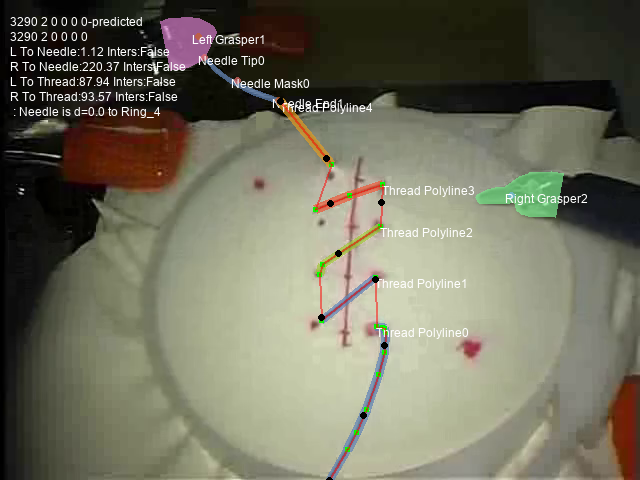 3290 2 0 0 0 0-predicted
3290 2 0 0 0 0
L To Needle:1.12 Inters:False
R To Needle:220.37 Inters:False
L To Thread:87.94 Inters:False
R To Thread:93.57 Inters:False
: Needle is d=0.0 to Ring_4
Left Grasper1
Needle Tip0
Needle Mask0
Needle End1
Thread Polyline4
Thread Polyline3
Right Grasper2
Thread Polyline2
Thread Polyline1
Thread Polyline0